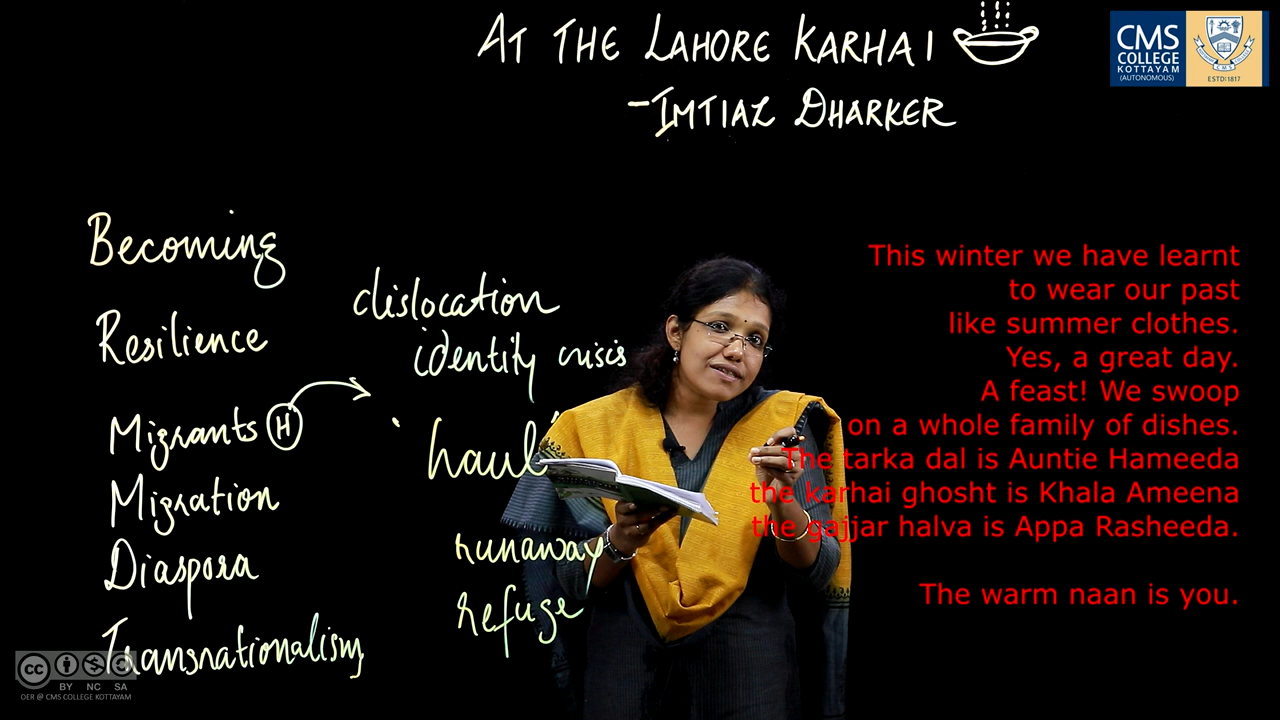 AT THE LAHORE KARHAI
-IMTIAZ DHARKER
CMS
COLLEGE
KOTTAYAM
(AUTONOMOUS)
ESTD:1817
Becoming
Resilience
Migrants H
Migration
Diaspora
Transnationalism
dislocation
identity crisis
haul
runaway
refuge
This winter we have learnt
to wear our past
like summer clothes.
Yes, a great day.
A feast! We swoop
on a whole family of dishes.
The tarka dal is Auntie Hameeda
the karhai ghosht is Khala Ameena
the gajjar halva is Appa Rasheeda.
The warm naan is you.
cc
BY NC SA
OER @ CMS COLLEGE KOTTAYAM